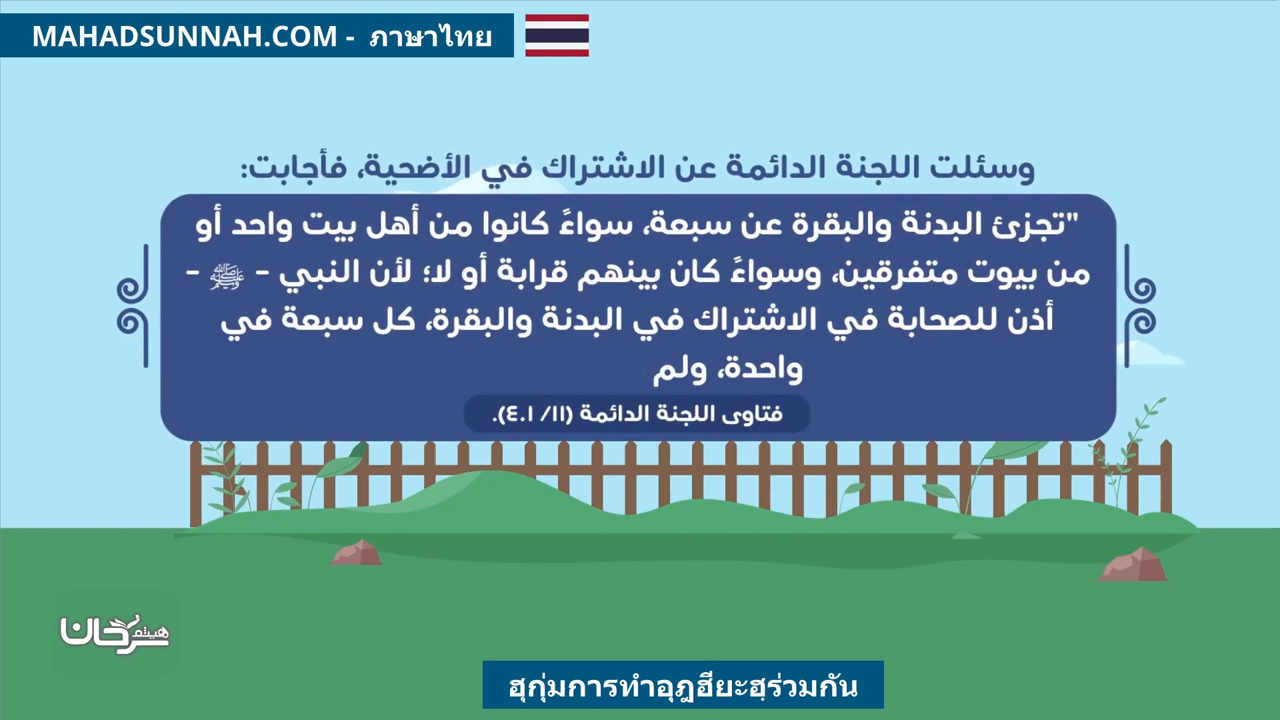 MAHADSUNNAH.COM - ภาษาไทย
وسئلت اللجنة الدائمة عن الاشتراك في الأضحية، فأجابت:
"تجزئ البدنة والبقرة عن سبعة، سواءً كانوا من أهل بيت واحد أو
من بيوت متفرقين، وسواءً كان بينهم قرابة أو لا؛ لأن النبي - ﷺ -
أذن للصحابة في الاشتراك في البدنة والبقرة، كل سبعة في
واحدة، ولم
فتاوى اللجنة الدائمة (١١/ ٤٠١).
هيثم سرحان
ฮุกุ่มการทำอุฎฮียะฮฺร่วมกัน